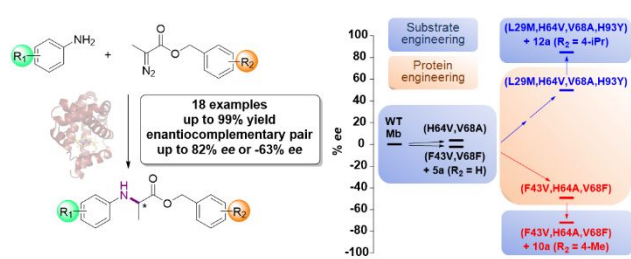 R1
NH2
+
N2
O
O
R2
18 examples
up to 99% yield
enantiocomplementary pair
up to 82% ee or -63% ee
R1
H
N
*
O
O
R2
Substrate
engineering
Protein
engineering
% ee
100
80
60
40
20
0
-20
-40
-60
-80
-100
WT
Mb
(H64V,V68A)
(F43V,V68F)
+ 5a (R2 = H)
(L29M,H64V,V68A,H93Y)
+ 12a (R2 = 4-iPr)
(L29M,H64V,V68A,H93Y)
(F43V,H64A,V68F)
(F43V,H64A,V68F)
+ 10a (R2 = 4-Me)